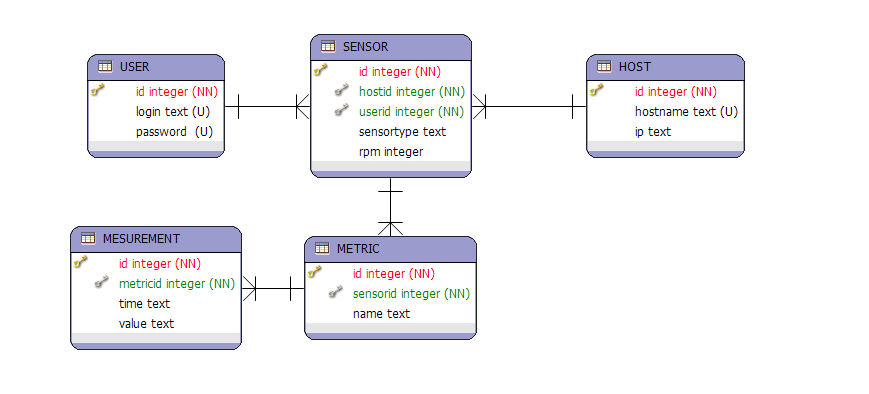 USER
id integer (NN)
login text (U)
password (U)
SENSOR
id integer (NN)
hostid integer (NN)
userid integer (NN)
sensortype text
rpm integer
HOST
id integer (NN)
hostname text (U)
ip text
MESUREMENT
id integer (NN)
metricid integer (NN)
time text
value text
METRIC
id integer (NN)
sensorid integer (NN)
name text